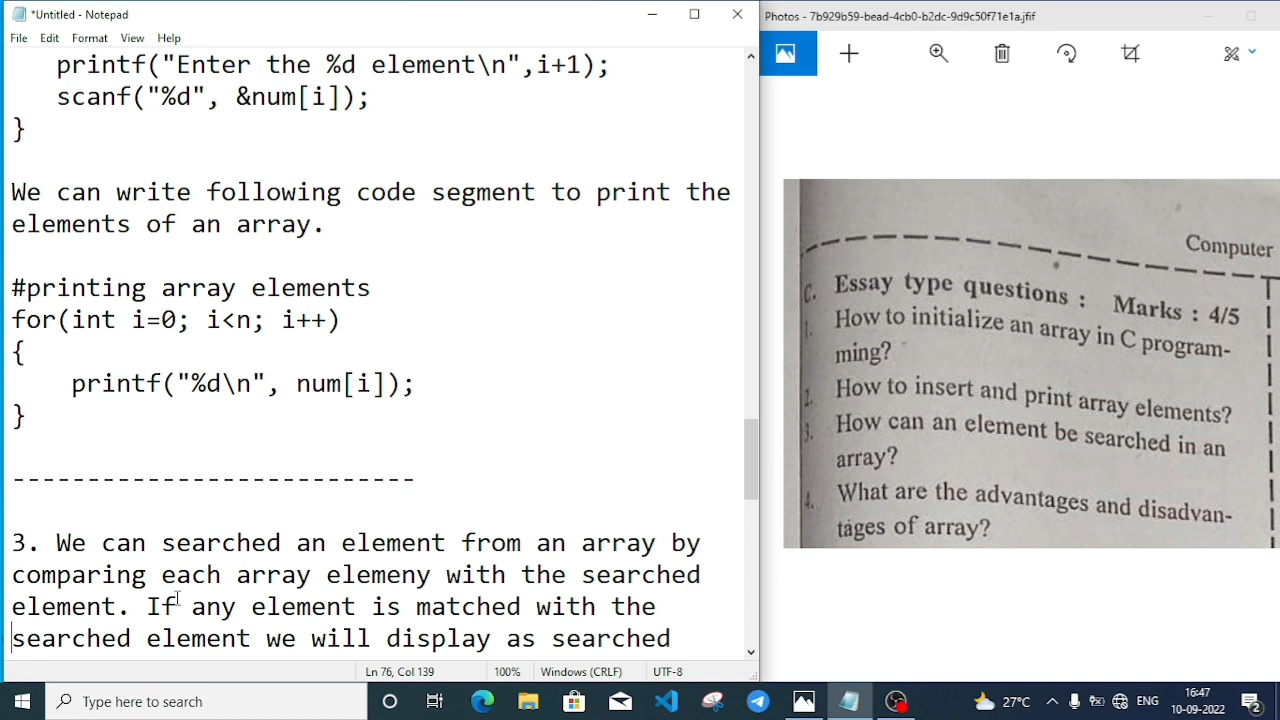 *Untitled - Notepad
File Edit Format View Help
printf("Enter the %d element\n",i+1);
scanf("%d", &num[i]);
}
We can write following code segment to print the
elements of an array.
#printing array elements
for(int i=0; i<n; i++)
{
printf("%d\n", num[i]);
}
---------------------------
3. We can searched an element from an array by
comparing each array elemeny with the searched
element. If any element is matched with the
searched element we will display as searched
Ln 76, Col 139 100% Windows (CRLF) UTF-8
Photos - 7b929b59-bead-4cb0-b2dc-9d9c50f71e1a.jfif
Computer
C. Essay type questions : Marks : 4/5
1. How to initialize an array in C program-
ming?
2. How to insert and print array elements?
3. How can an element be searched in an
array?
4. What are the advantages and disadvan-
tages of array?
Type here to search
27°C
ENG
16:47
10-09-2022
2